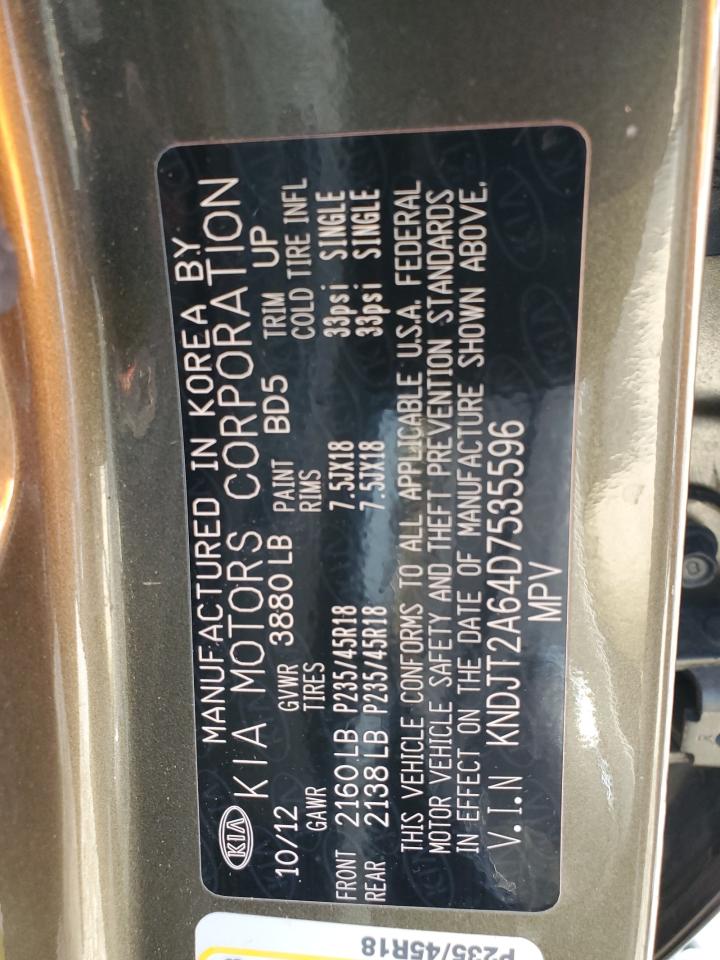 MANUFACTURED IN KOREA BY
KIA KIA MOTORS CORPORATION
10/12 GVWR 3880 LB PAINT BD5 TRIM UP
GAWR TIRES RIMS COLD TIRE INFL
FRONT 2160 LB P235/45R18 7.5JX18 33psi SINGLE
REAR 2138 LB P235/45R18 7.5JX18 33psi SINGLE
THIS VEHICLE CONFORMS TO ALL APPLICABLE U.S.A. FEDERAL
MOTOR VEHICLE SAFETY AND THEFT PREVENTION STANDARDS
IN EFFECT ON THE DATE OF MANUFACTURE SHOWN ABOVE.
V.I.N KNDJT2A64D7535596
MPV
P235/45R18